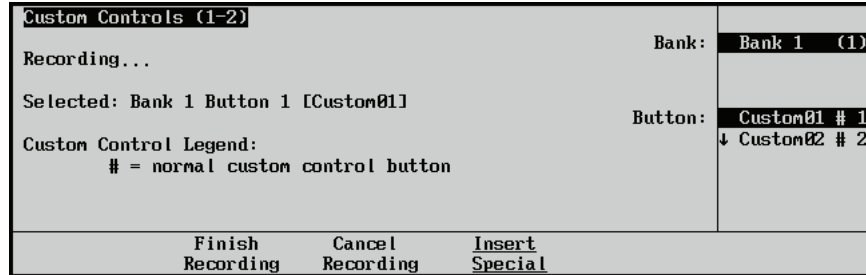 Custom Controls (1-2)
Bank: Bank 1 (1)
Recording...
Selected: Bank 1 Button 1 [Custom01]
Button: Custom01 # 1
↓ Custom02 # 2
Custom Control Legend:
# = normal custom control button
Finish Recording
Cancel Recording
Insert Special